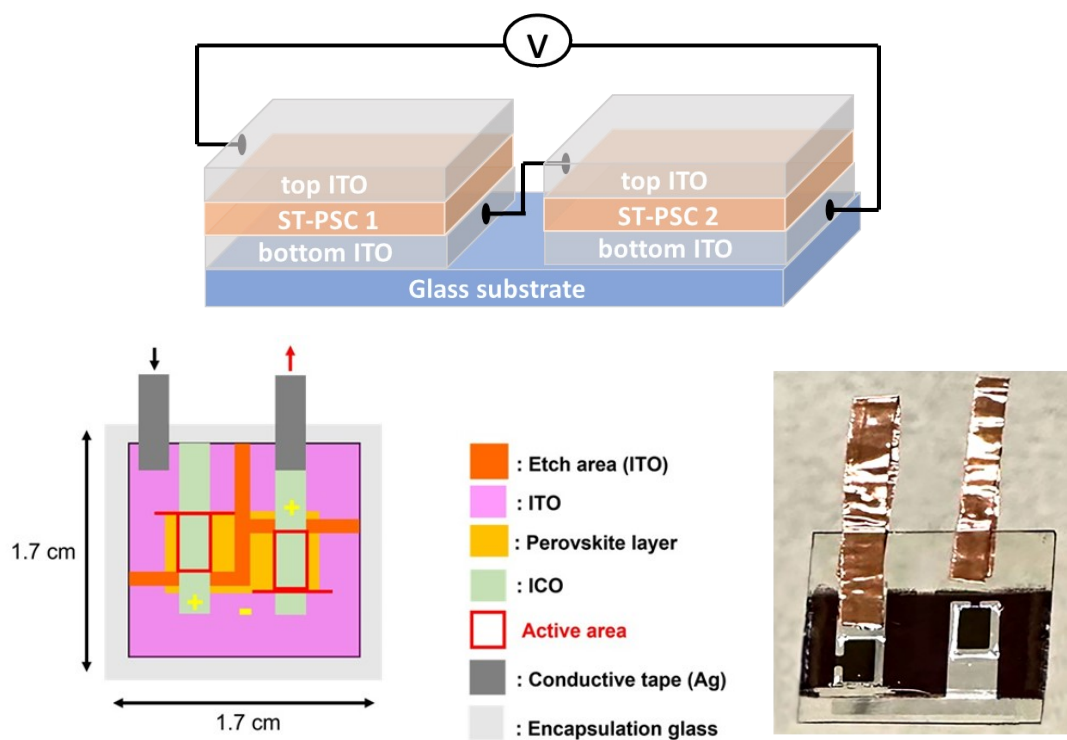 V
top ITO
top ITO
ST-PSC 1
ST-PSC 2
bottom ITO
bottom ITO
Glass substrate
1.7 cm
+
+
-
1.7 cm
: Etch area (ITO)
: ITO
: Perovskite layer
: ICO
Active area
: Conductive tape (Ag)
: Encapsulation glass